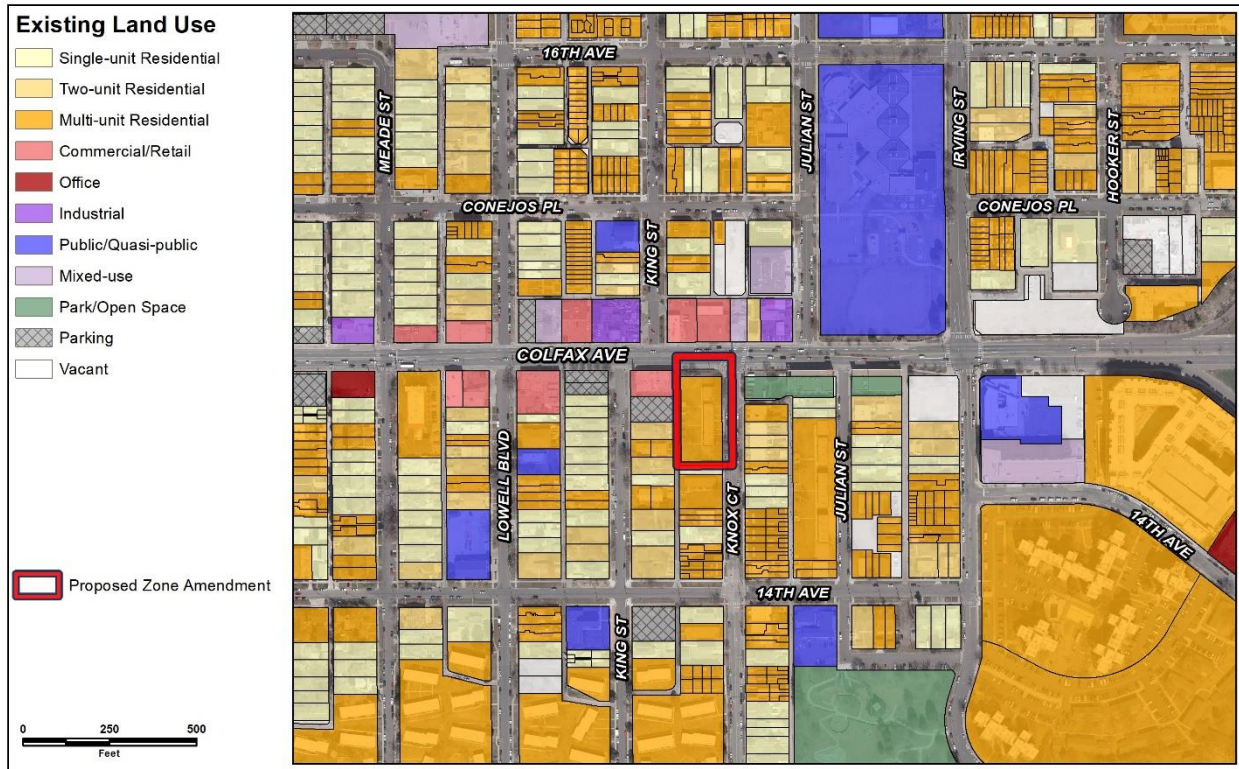 Existing Land Use
Single-unit Residential
Two-unit Residential
Multi-unit Residential
Commercial/Retail
Office
Industrial
Public/Quasi-public
Mixed-use
Park/Open Space
Parking
Vacant
Proposed Zone Amendment
0 250 500
Feet
16TH AVE
MEADE ST
JULIAN ST
IRVING ST
HOOKER ST
CONEJOS PL
CONEJOS PL
KING ST
COLFAX AVE
LOWELL BLVD
KNOX CT
JULIAN ST
14TH AVE
14TH AVE
KING ST